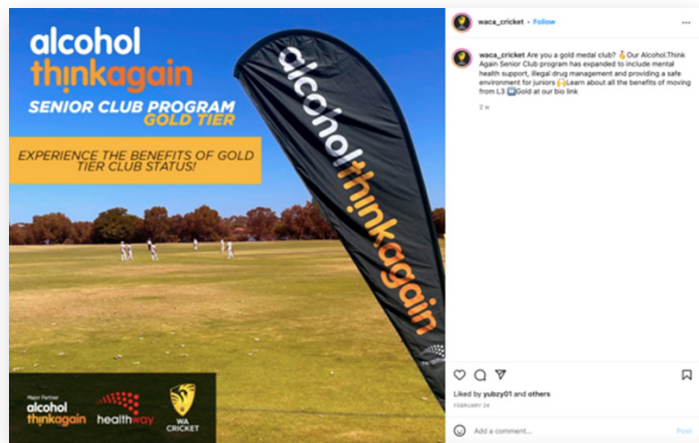 alcohol
thinkagain
SENIOR CLUB PROGRAM
GOLD TIER
EXPERIENCE THE BENEFITS OF GOLD
TIER CLUB STATUS!
alcoholthinkagain
Major Partner
alcohol
thinkagain
healthway
WA
CRICKET
waca_cricket • Follow
waca_cricket Are you a gold medal club? 🏅Our Alcohol.Think
Again Senior Club program has expanded to include mental
health support, illegal drug management and providing a safe
environment for juniors 🙌Learn about all the benefits of moving
from L3 ➡️Gold at our bio link
2 w
Liked by yubzy01 and others
FEBRUARY 24
Add a comment...
Post